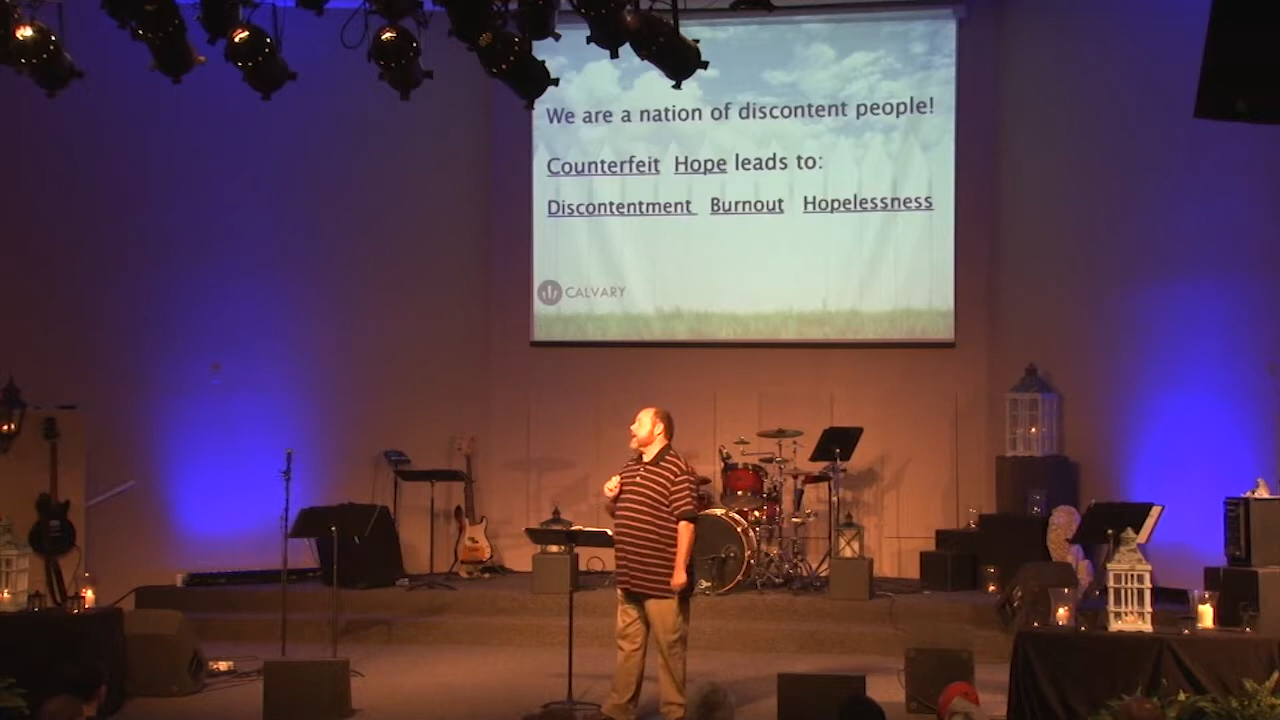 We are a nation of discontent people!
Counterfeit Hope leads to:
Discontentment Burnout Hopelessness
CALVARY